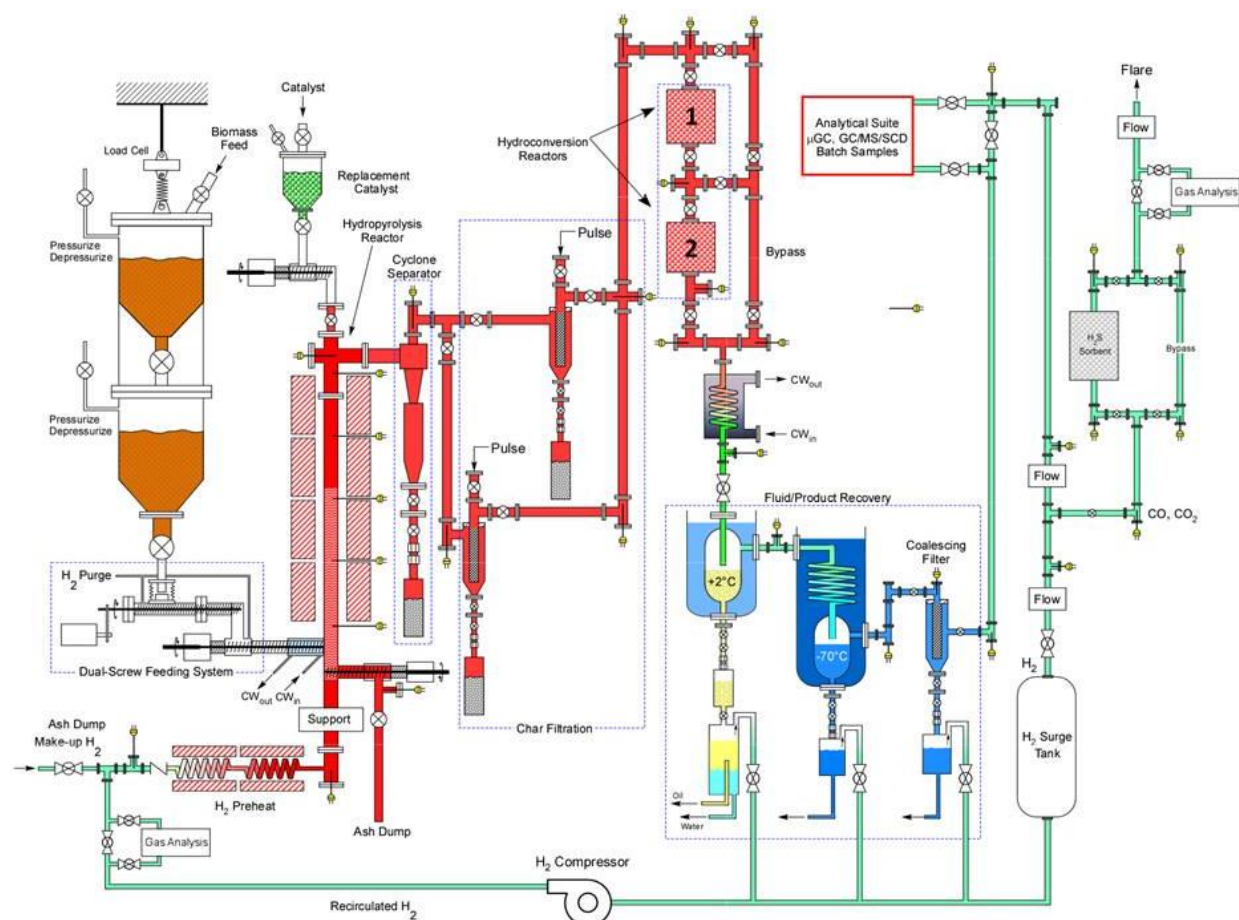 Catalyst
Load Cell
Biomass
Feed
Replacement
Catalyst
Hydropyrolysis
Reactor
Pressurize
Depressurize
Cyclone
Separator
Pulse
Hydroconversion
Reactors
1
2
Bypass
Analytical Suite
μGC, GC/MS/SCD
Batch Samples
Flare
Flow
Gas Analysis
H₂S
Sorbent
Bypass
Pressurize
Depressurize
Pulse
CWout
CWin
Flow
CO, CO₂
Flow
H₂
H₂ Surge
Tank
Fluid/Product Recovery
+2°C
-70°C
Coalescing
Filter
Oil
Water
H₂ Purge
Dual-Screw Feeding System
CWout
CWin
Support
Char Filtration
Ash Dump
Make-up H₂
H₂ Preheat
Ash Dump
Gas Analysis
H₂ Compressor
Recirculated H₂